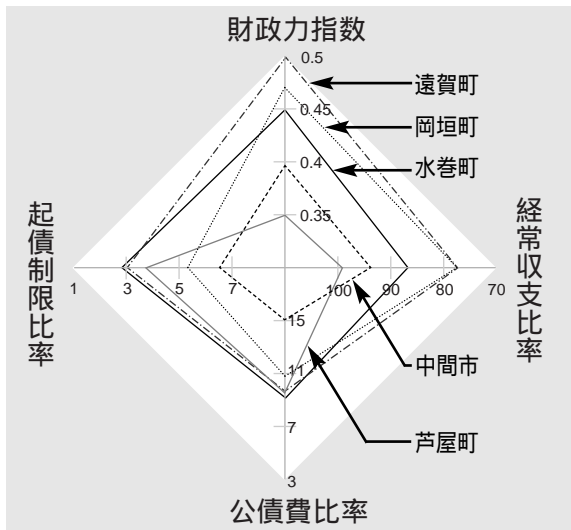 財政力指数
0.5
遠賀町
0.45
岡垣町
水巻町
0.4
0.35
起債制限比率
経常収支比率
1 3 5 7 100 90 80 70
15
中間市
11
7
芦屋町
3
公債費比率